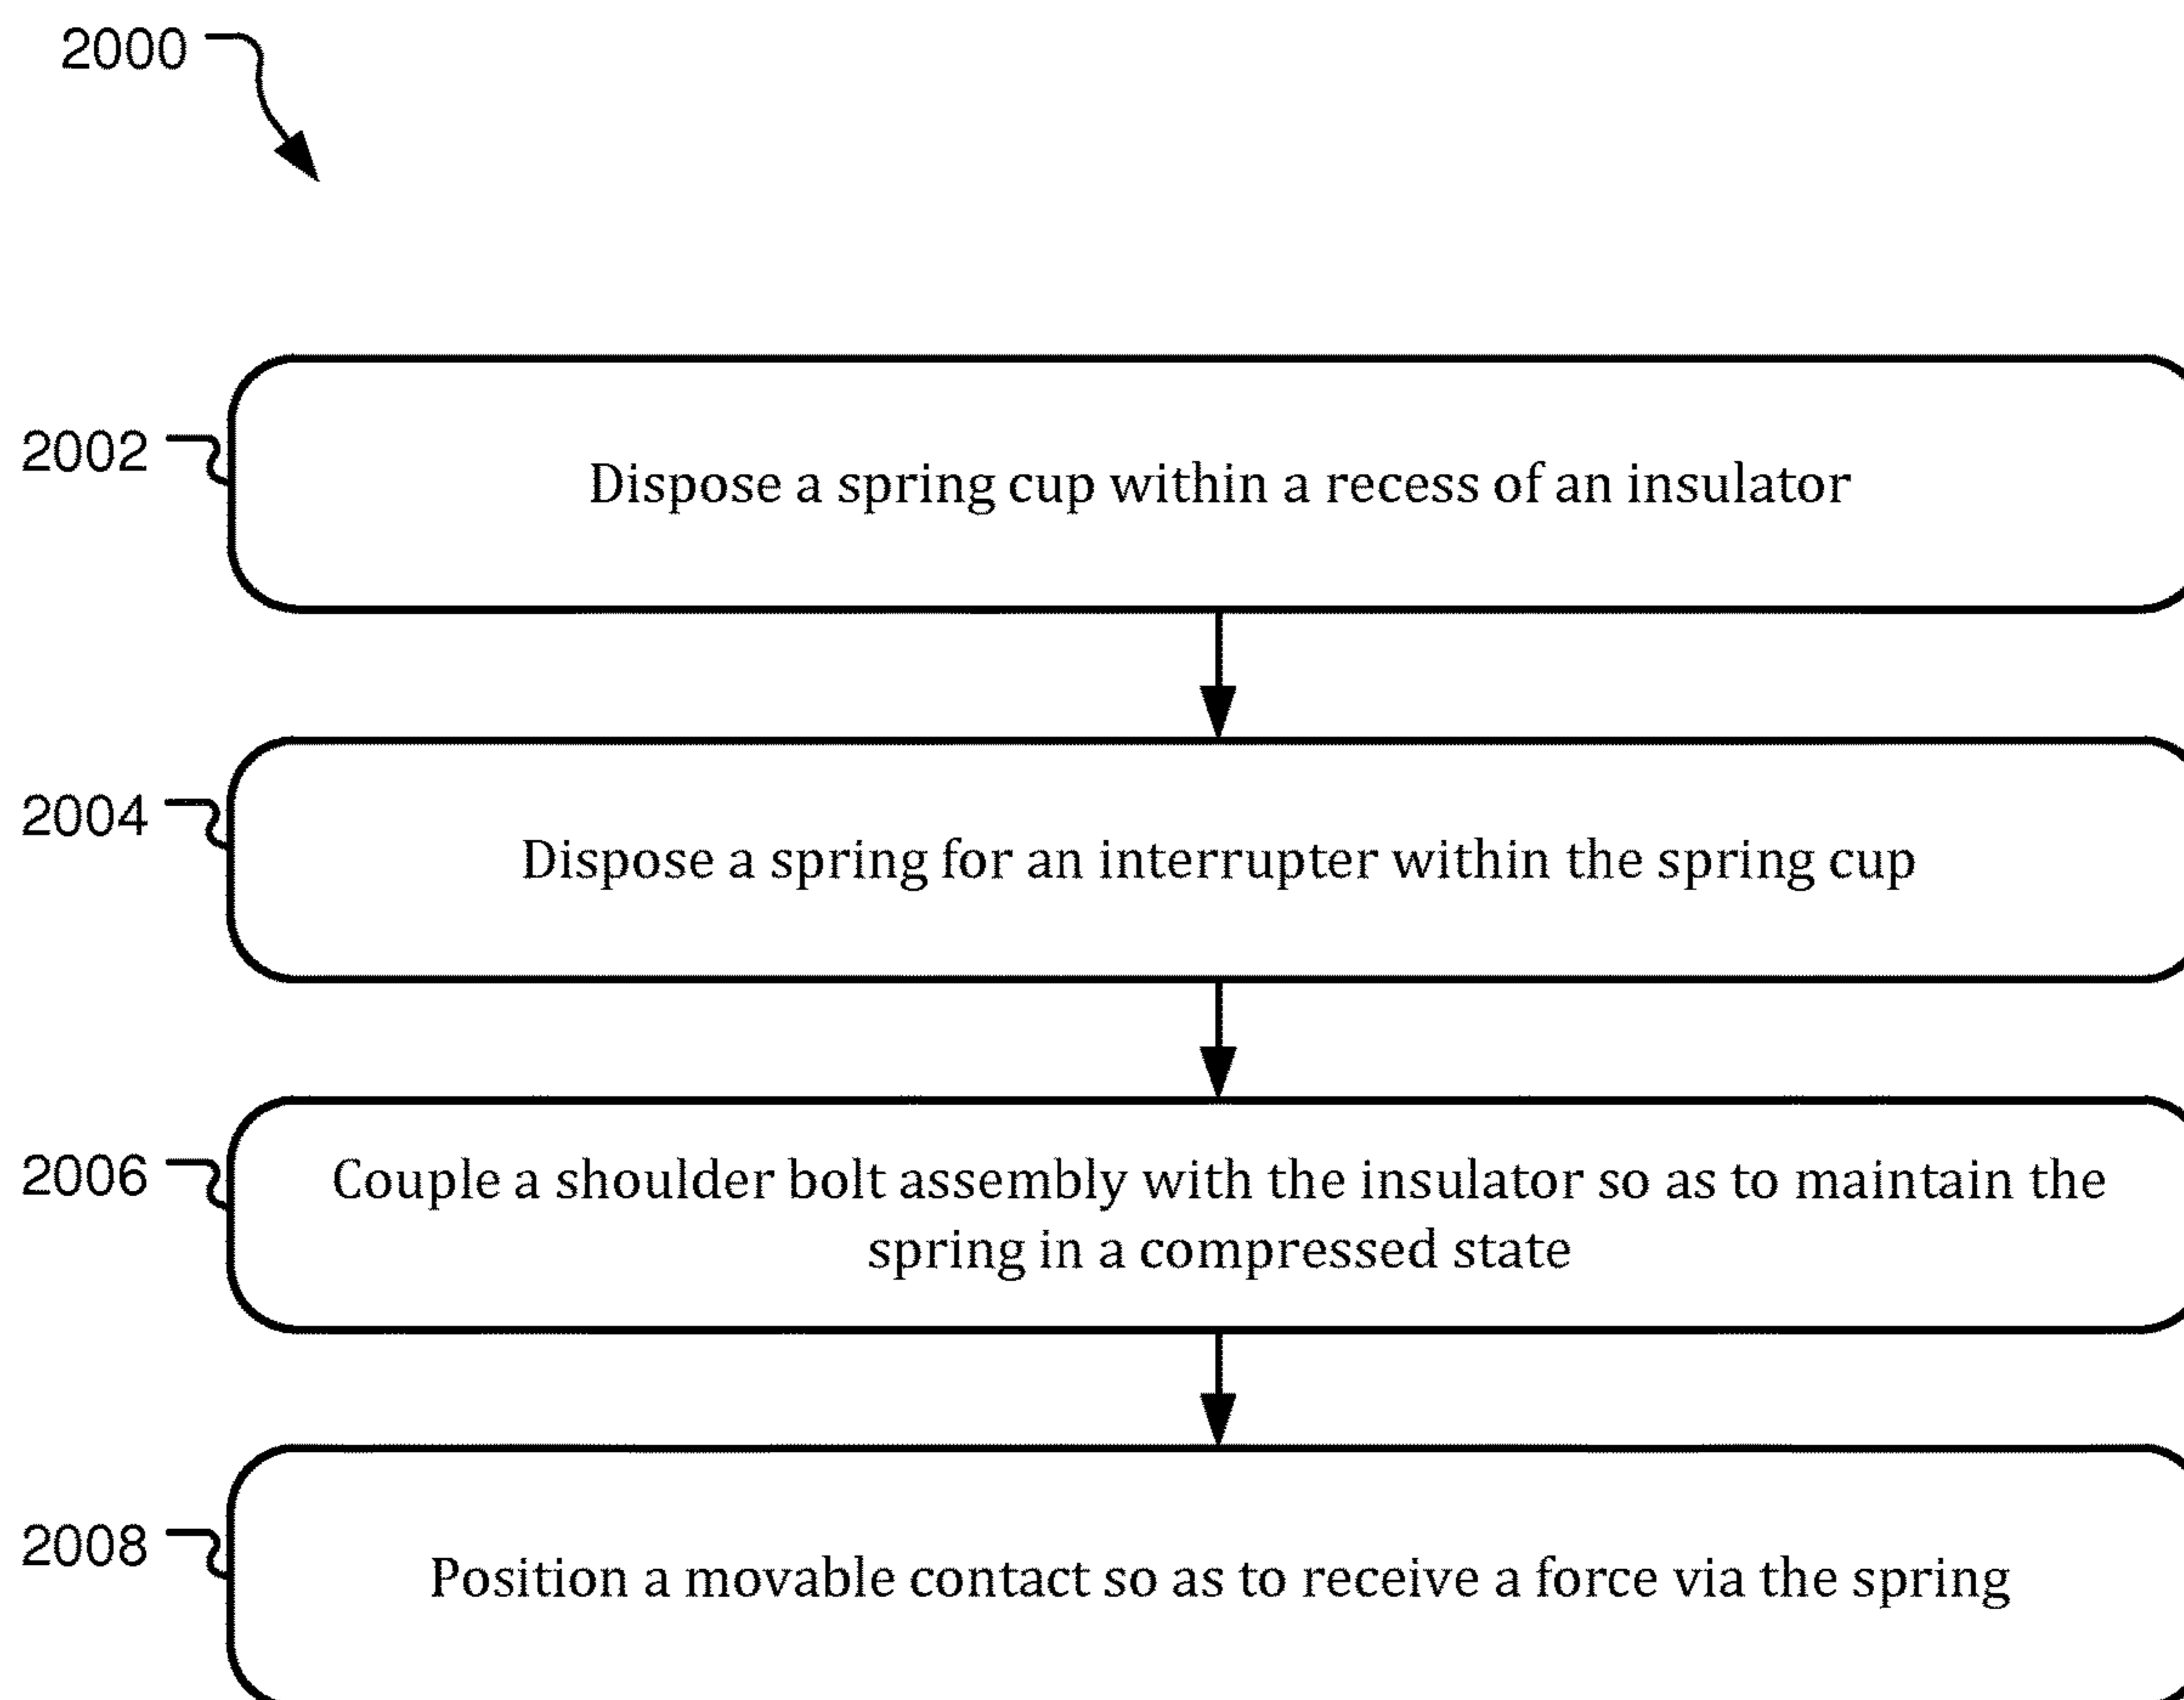 2000
2002
Dispose a spring cup within a recess of an insulator
2004
Dispose a spring for an interrupter within the spring cup
2006
Couple a shoulder bolt assembly with the insulator so as to maintain the
spring in a compressed state
2008
Position a movable contact so as to receive a force via the spring